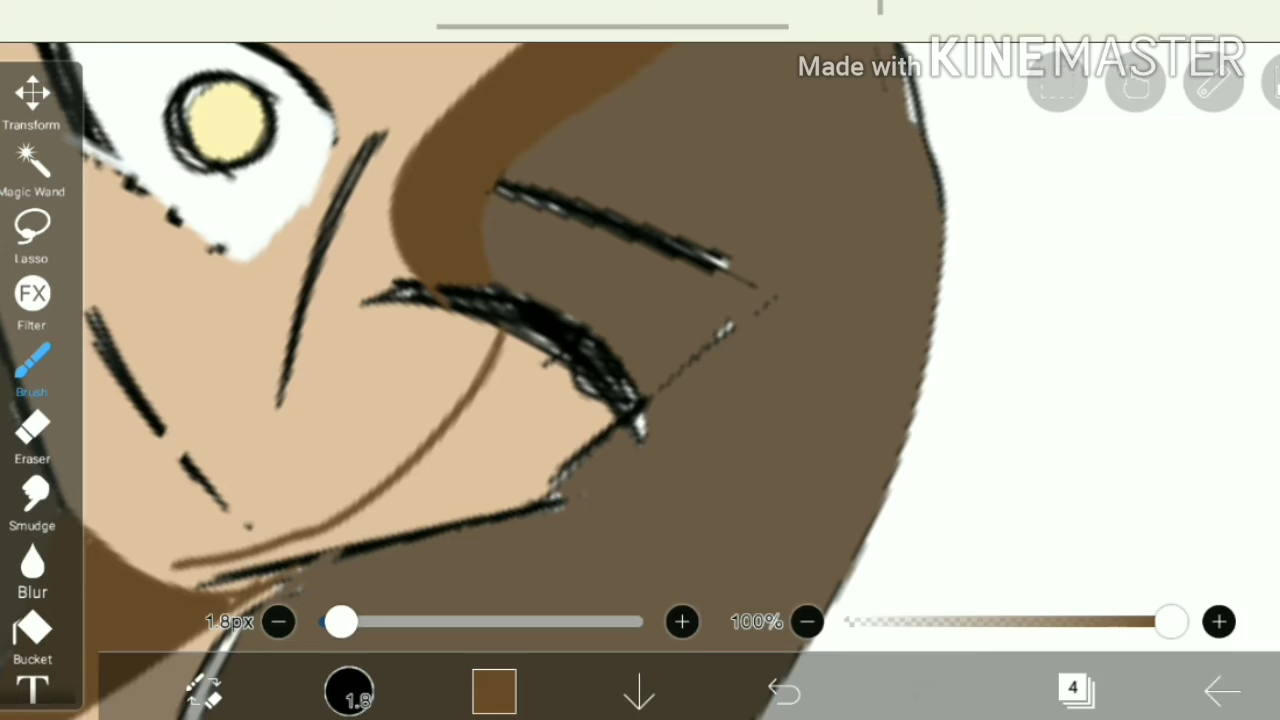 Made with KINEMASTER
Transform
Magic Wand
Lasso
FX
Filter
Brush
Eraser
Smudge
Blur
Bucket
T
1.8px
100%
1.8
4